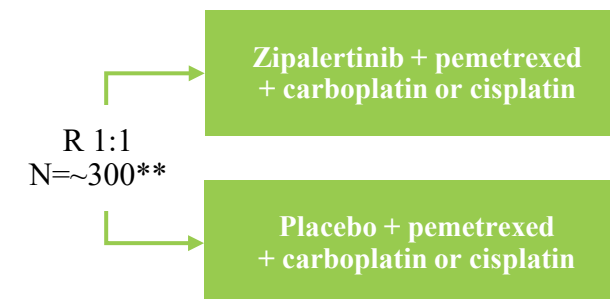 Zipalertinib + pemetrexed
+ carboplatin or cisplatin
R 1:1
N=~300**
Placebo + pemetrexed
+ carboplatin or cisplatin